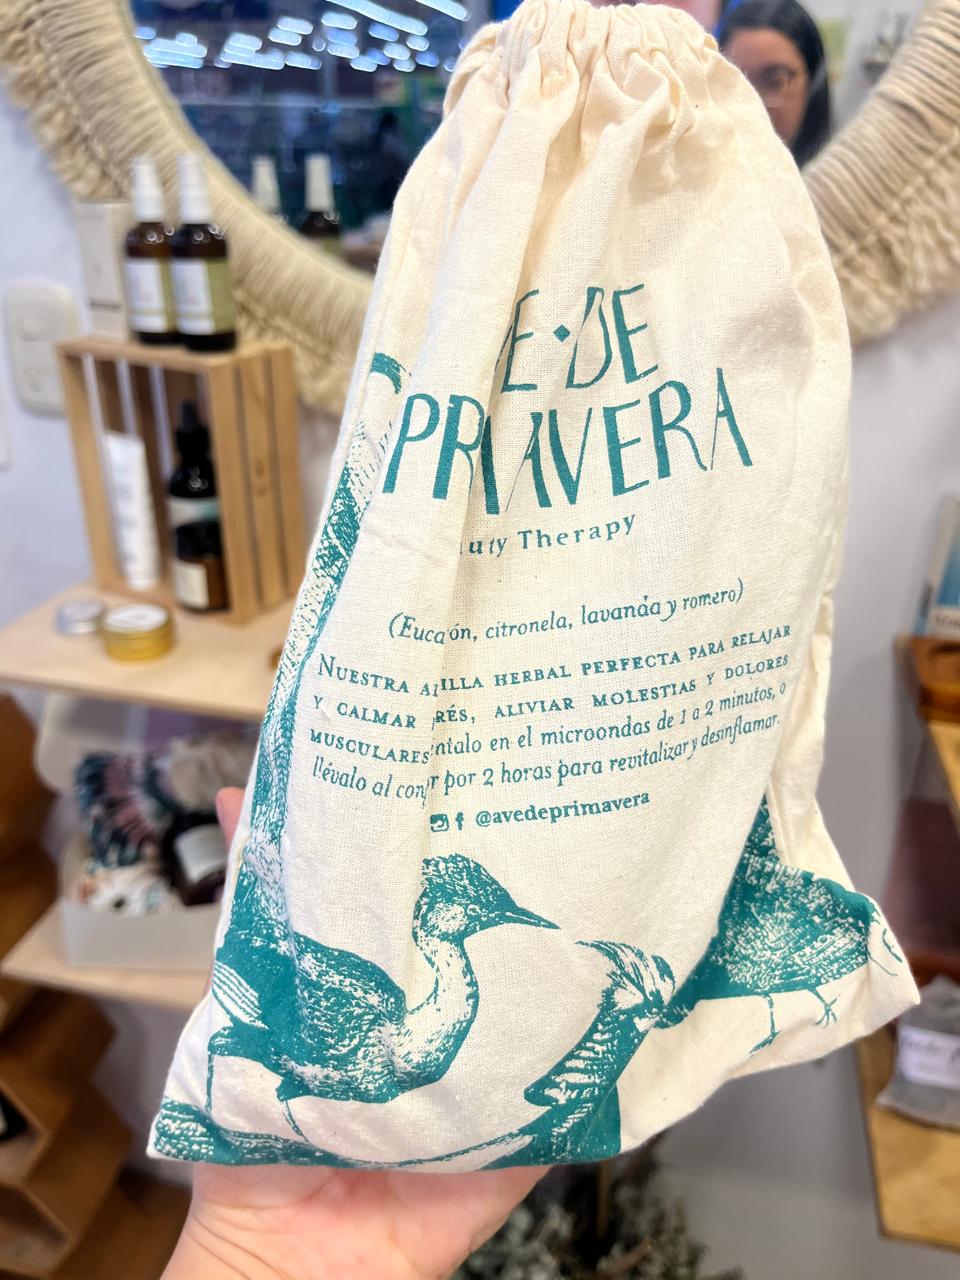 E·DE
PRIMAVERA
uty Therapy
(Euca ón, citronela, lavanda y romero)
NUESTRA A ILLA HERBAL PERFECTA PARA RELAJAR
Y CALMAR RÉS, ALIVIAR MOLESTIAS Y DOLORES
MUSCULARES ntalo en el microondas de 1 a 2 minutos, o
llévalo al con r por 2 horas para revitalizar y desinflamar.
@avedeprimavera